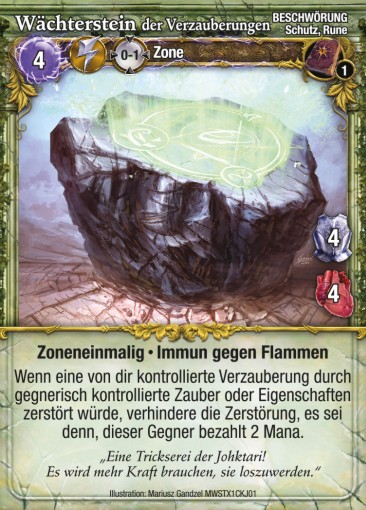 Wächterstein der Verzauberungen
BESCHWÖRUNG
Schutz, Rune
4
0-1
Zone
1
4
4
Zoneneinmalig • Immun gegen Flammen
Wenn eine von dir kontrollierte Verzauberung durch
gegnerisch kontrollierte Zauber oder Eigenschaften
zerstört würde, verhindere die Zerstörung, es sei
denn, dieser Gegner bezahlt 2 Mana.
„Eine Trickserei der Johktari!
Es wird mehr Kraft brauchen, sie loszuwerden.“
Illustration: Mariusz Gandzel MWSTX1CKJ01